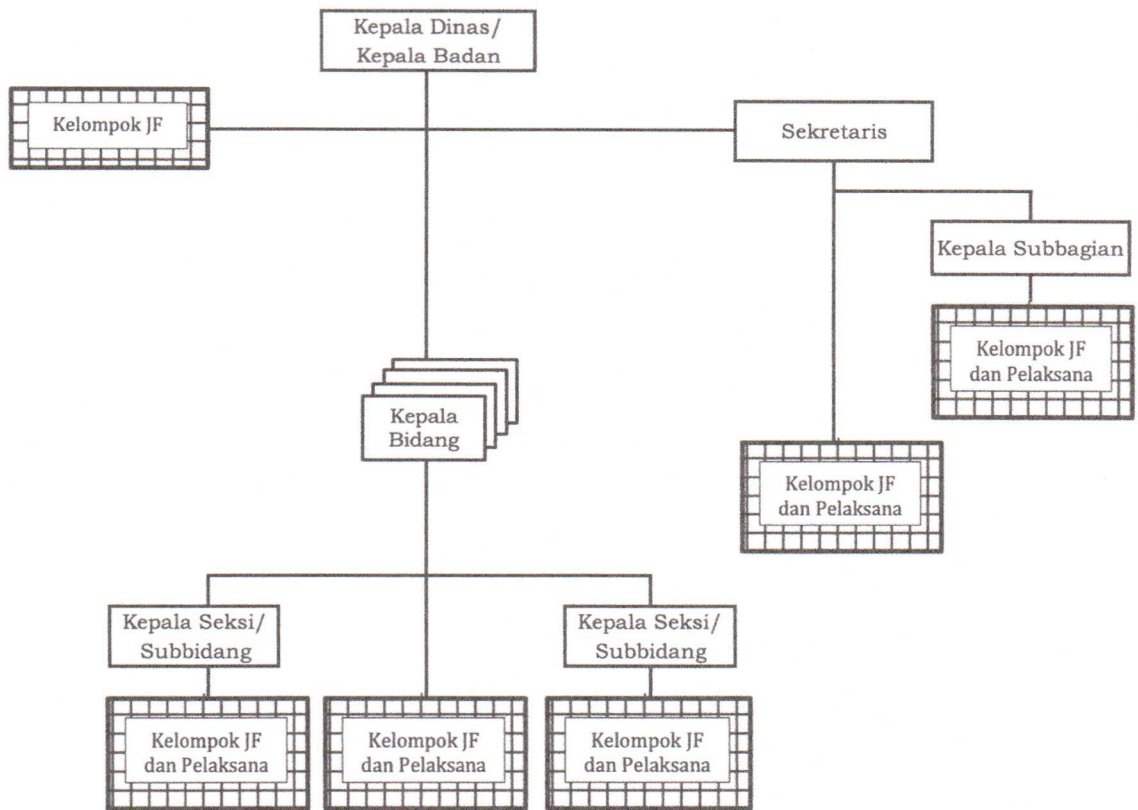 Kepala Dinas/
Kepala Badan
Kelompok JF
Sekretaris
Kepala Subbagian
Kelompok JF
dan Pelaksana
Kepala
Bidang
Kelompok JF
dan Pelaksana
Kepala Seksi/
Subbidang
Kepala Seksi/
Subbidang
Kelompok JF
dan Pelaksana
Kelompok JF
dan Pelaksana
Kelompok JF
dan Pelaksana